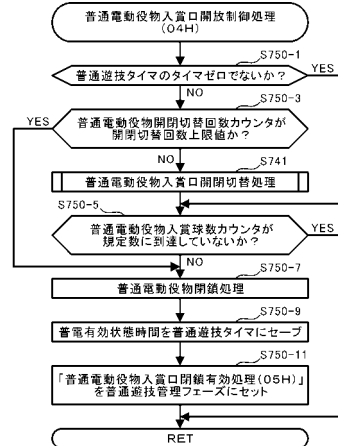 普通電動役物入賞口開放制御処理
(04H)
S750-1
普通遊技タイマのタイマゼロでないか？
YES
NO
S750-3
YES
普通電動役物開閉切替回数カウンタが
開閉切替回数上限値か？
NO
S741
普通電動役物入賞口開閉切替処理
S750-5
普通電動役物入賞球数カウンタが
規定数に到達していないか？
YES
NO
S750-7
普通電動役物閉鎖処理
S750-9
普電有効状態時間を普通遊技タイマにセーブ
S750-11
「普通電動役物入賞口閉鎖有効処理(05H)」
を普通遊技管理フェーズにセット
RET